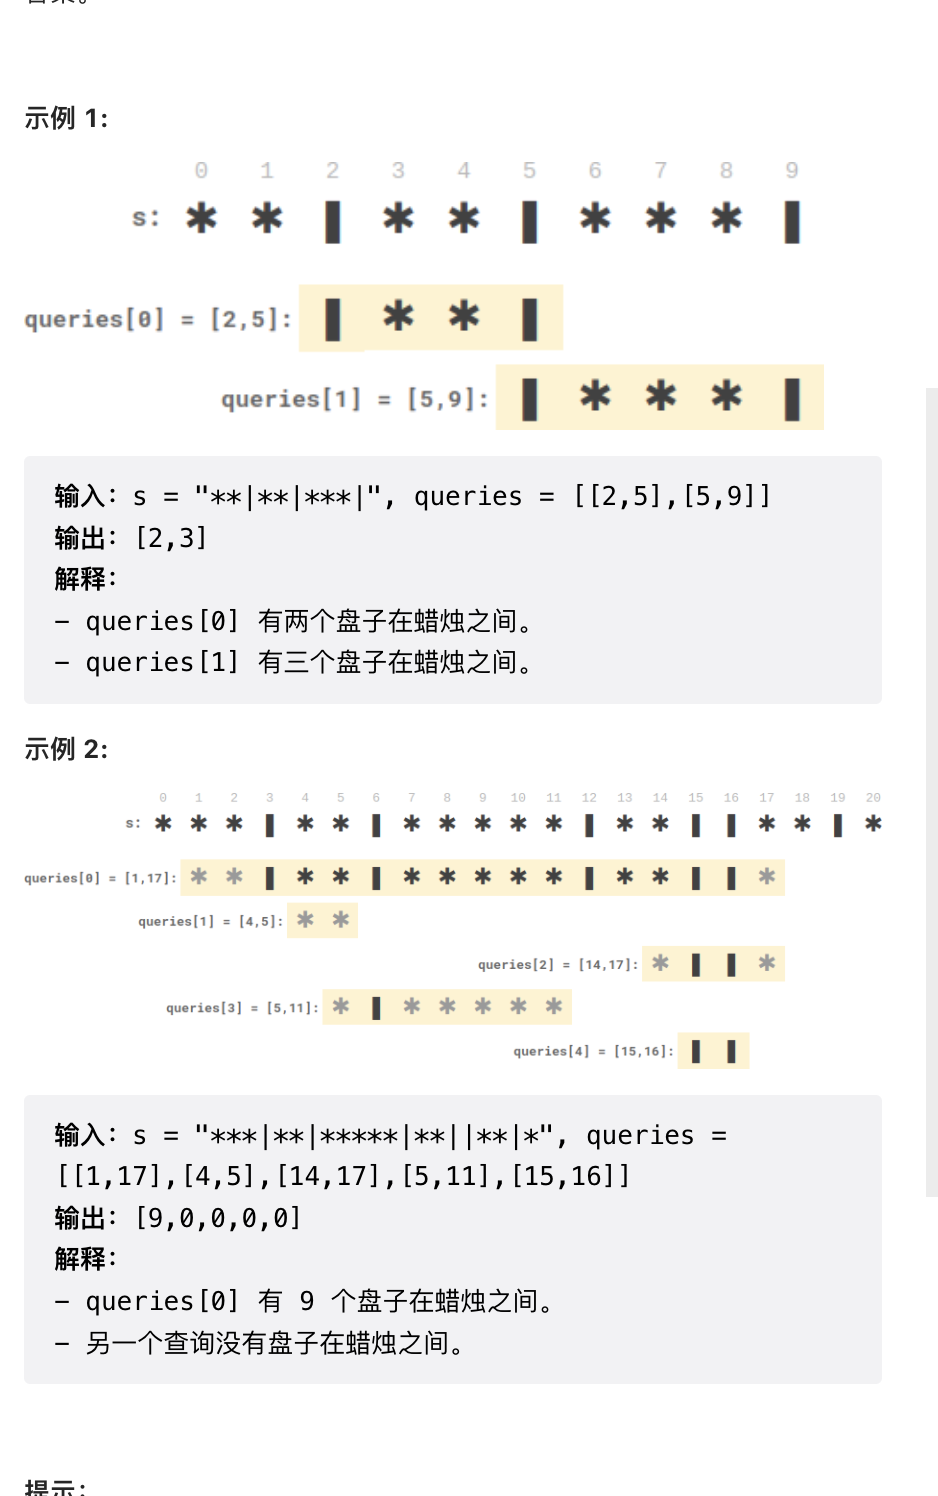 答案。
示例 1:
0 1 2 3 4 5 6 7 8 9
s: * * | * * | * * * |
queries[0] = [2,5]: | * * |
queries[1] = [5,9]: | * * * |
输入：s = "**|**|***|", queries = [[2,5],[5,9]]
输出：[2,3]
解释：
- queries[0] 有两个盘子在蜡烛之间。
- queries[1] 有三个盘子在蜡烛之间。
示例 2:
0 1 2 3 4 5 6 7 8 9 10 11 12 13 14 15 16 17 18 19 20
s: * * * | * * | * * * * * | * * | | * * | *
queries[0] = [1,17]: * * | * * | * * * * * | * * | | *
queries[1] = [4,5]: * *
queries[2] = [14,17]: * | | *
queries[3] = [5,11]: * | * * * * *
queries[4] = [15,16]: | |
输入：s = "***|**|*****|**||**|*", queries =
[[1,17],[4,5],[14,17],[5,11],[15,16]]
输出：[9,0,0,0,0]
解释：
- queries[0] 有 9 个盘子在蜡烛之间。
- 另一个查询没有盘子在蜡烛之间。
提示：